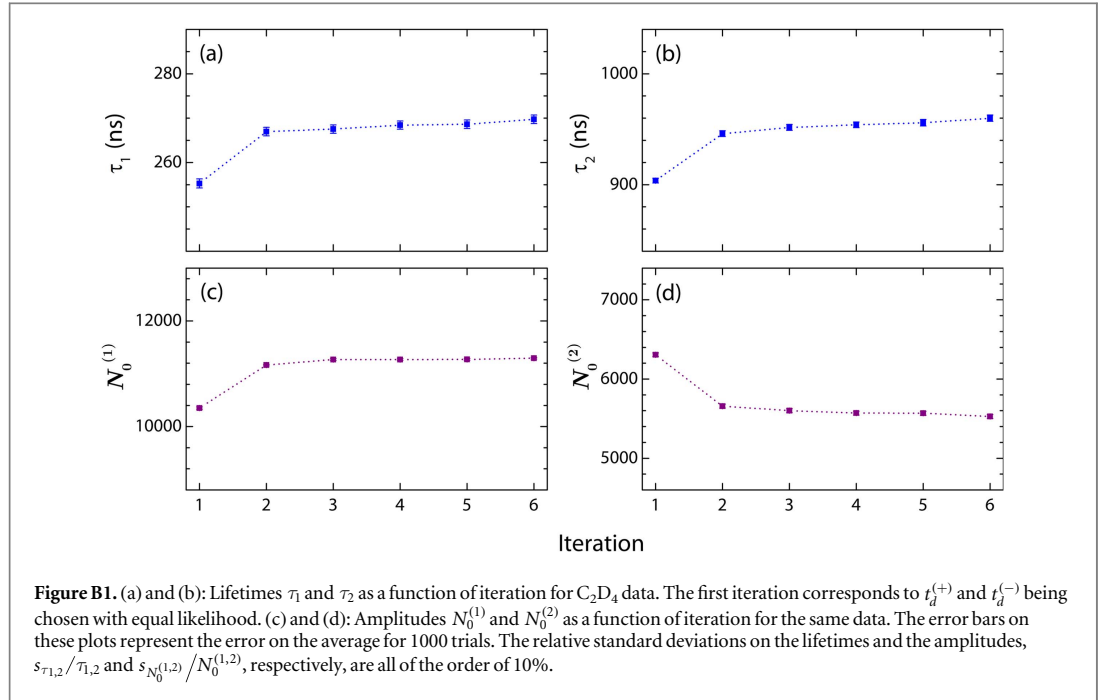 (a)
280
260
τ₁ (ns)
(b)
1000
900
τ₂ (ns)
(c)
12000
10000
N₀⁽¹⁾
1 2 3 4 5 6
(d)
7000
6000
5000
N₀⁽²⁾
1 2 3 4 5 6
Iteration
Figure B1. (a) and (b): Lifetimes τ₁ and τ₂ as a function of iteration for C₂D₄ data. The first iteration corresponds to t_d^(+) and t_d^(−) being
chosen with equal likelihood. (c) and (d): Amplitudes N₀⁽¹⁾ and N₀⁽²⁾ as a function of iteration for the same data. The error bars on
these plots represent the error on the average for 1000 trials. The relative standard deviations on the lifetimes and the amplitudes,
s_τ₁,₂/τ₁,₂ and s_N₀^(1,2)/N₀^(1,2), respectively, are all of the order of 10%.